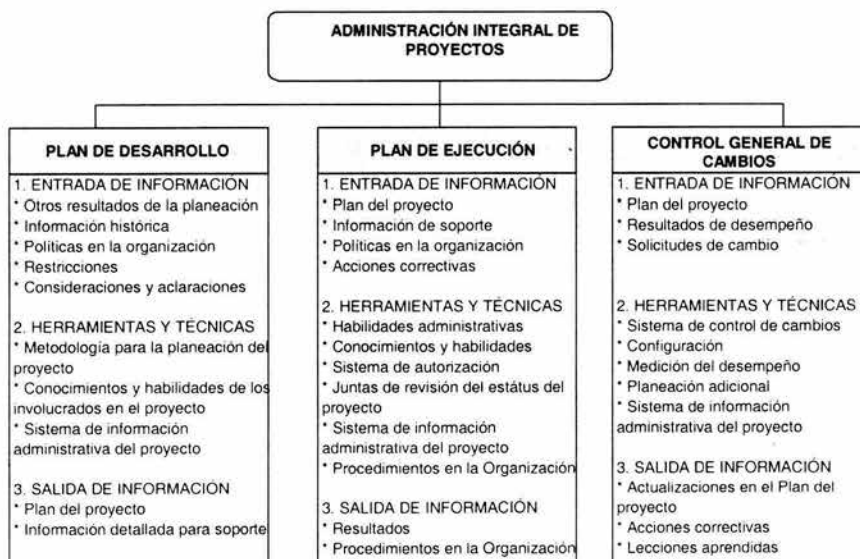 ADMINISTRACIÓN INTEGRAL DE
PROYECTOS
PLAN DE DESARROLLO
1. ENTRADA DE INFORMACIÓN
* Otros resultados de la planeación
* Información histórica
* Políticas en la organización
* Restricciones
* Consideraciones y aclaraciones
2. HERRAMIENTAS Y TÉCNICAS
* Metodología para la planeación del
proyecto
* Conocimientos y habilidades de los
involucrados en el proyecto
* Sistema de información
administrativa del proyecto
3. SALIDA DE INFORMACIÓN
* Plan del proyecto
* Información detallada para soporte
PLAN DE EJECUCIÓN
1. ENTRADA DE INFORMACIÓN
* Plan del proyecto
* Información de soporte
* Políticas en la organización
* Acciones correctivas
2. HERRAMIENTAS Y TÉCNICAS
* Habilidades administrativas
* Conocimientos y habilidades
* Sistema de autorización
* Juntas de revisión del estátus del
proyecto
* Sistema de información
administrativa del proyecto
* Procedimientos en la Organización
3. SALIDA DE INFORMACIÓN
* Resultados
* Procedimientos en la Organización
CONTROL GENERAL DE
CAMBIOS
1. ENTRADA DE INFORMACIÓN
* Plan del proyecto
* Resultados de desempeño
* Solicitudes de cambio
2. HERRAMIENTAS Y TÉCNICAS
* Sistema de control de cambios
* Configuración
* Medición del desempeño
* Planeación adicional
* Sistema de información
administrativa del proyecto
3. SALIDA DE INFORMACIÓN
* Actualizaciones en el Plan del
proyecto
* Acciones correctivas
* Lecciones aprendidas